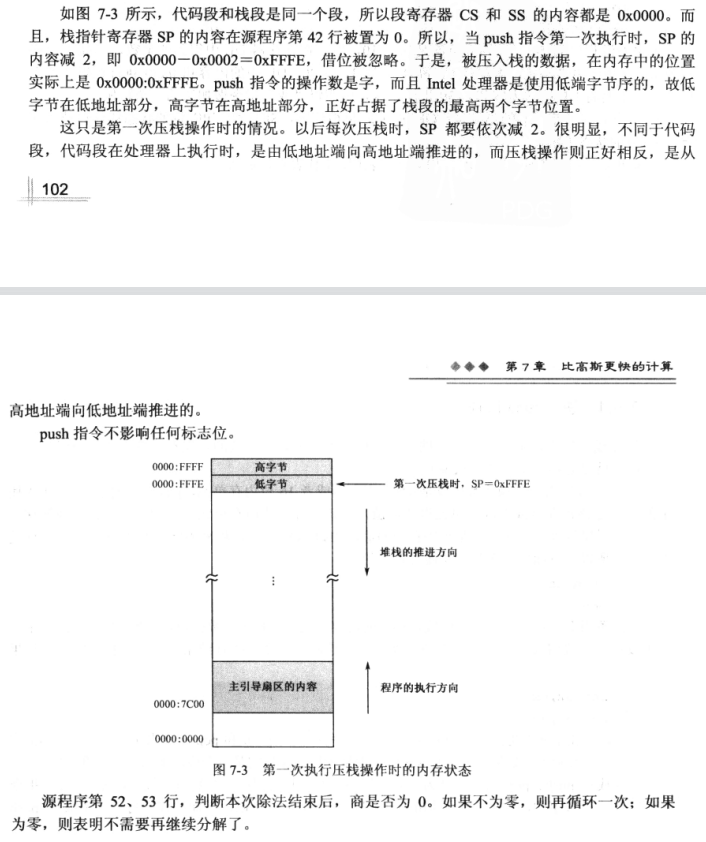 如图 7-3 所示，代码段和栈段是同一个段，所以段寄存器 CS 和 SS 的内容都是 0x0000。而
且，栈指针寄存器 SP 的内容在源程序第 42 行被置为 0。所以，当 push 指令第一次执行时，SP 的
内容减 2，即 0x0000－0x0002＝0xFFFE，借位被忽略。于是，被压入栈的数据，在内存中的位置
实际上是 0x0000:0xFFFE。push 指令的操作数是字，而且 Intel 处理器是使用低端字节序的，故低
字节在低地址部分，高字节在高地址部分，正好占据了栈段的最高两个字节位置。
这只是第一次压栈操作时的情况。以后每次压栈时，SP 都要依次减 2。很明显，不同于代码
段，代码段在处理器上执行时，是由低地址端向高地址端推进的，而压栈操作则正好相反，是从
102
◆◆◆ 第 7 章 比高斯更快的计算
高地址端向低地址端推进的。
push 指令不影响任何标志位。
0000:FFFF 高字节
0000:FFFE 低字节 第一次压栈时，SP＝0xFFFE
堆栈的推进方向
⋮
主引导扇区的内容 程序的执行方向
0000:7C00
0000:0000
图 7-3 第一次执行压栈操作时的内存状态
源程序第 52、53 行，判断本次除法结束后，商是否为 0。如果不为零，则再循环一次；如果
为零，则表明不需要再继续分解了。